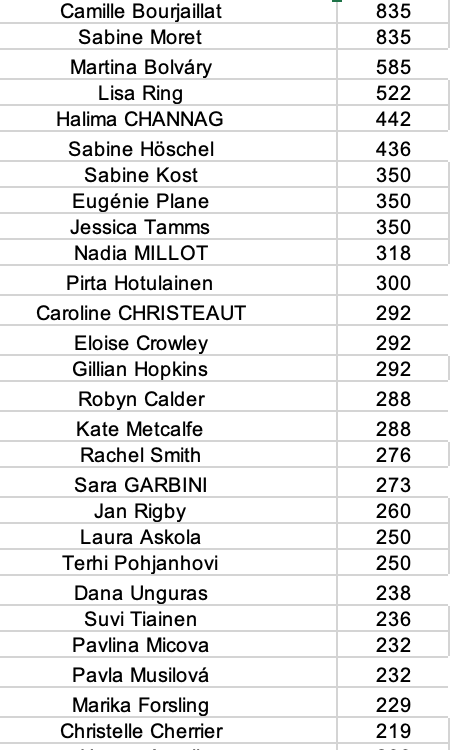 Camille Bourjaillat 835
Sabine Moret 835
Martina Bolváry 585
Lisa Ring 522
Halima CHANNAG 442
Sabine Höschel 436
Sabine Kost 350
Eugénie Plane 350
Jessica Tamms 350
Nadia MILLOT 318
Pirta Hotulainen 300
Caroline CHRISTEAUT 292
Eloise Crowley 292
Gillian Hopkins 292
Robyn Calder 288
Kate Metcalfe 288
Rachel Smith 276
Sara GARBINI 273
Jan Rigby 260
Laura Askola 250
Terhi Pohjanhovi 250
Dana Unguras 238
Suvi Tiainen 236
Pavlina Micova 232
Pavla Musilová 232
Marika Forsling 229
Christelle Cherrier 219